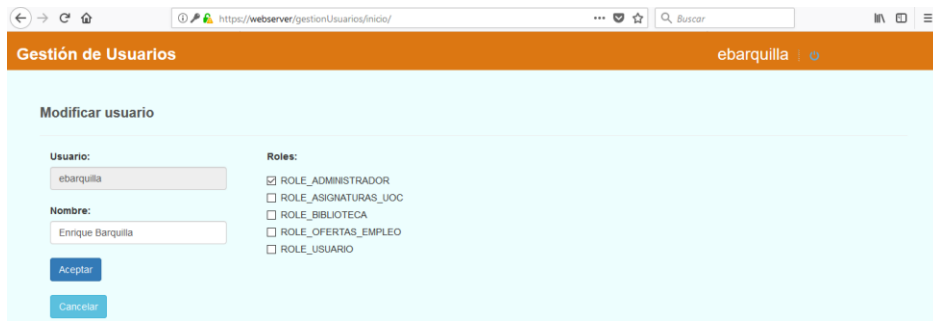 https://webserver/gestionUsuarios/inicio/
Buscar
Gestión de Usuarios
ebarquilla
Modificar usuario
Usuario:
ebarquilla
Nombre:
Enrique Barquilla
Aceptar
Cancelar
Roles:
ROLE_ADMINISTRADOR
ROLE_ASIGNATURAS_UOC
ROLE_BIBLIOTECA
ROLE_OFERTAS_EMPLEO
ROLE_USUARIO